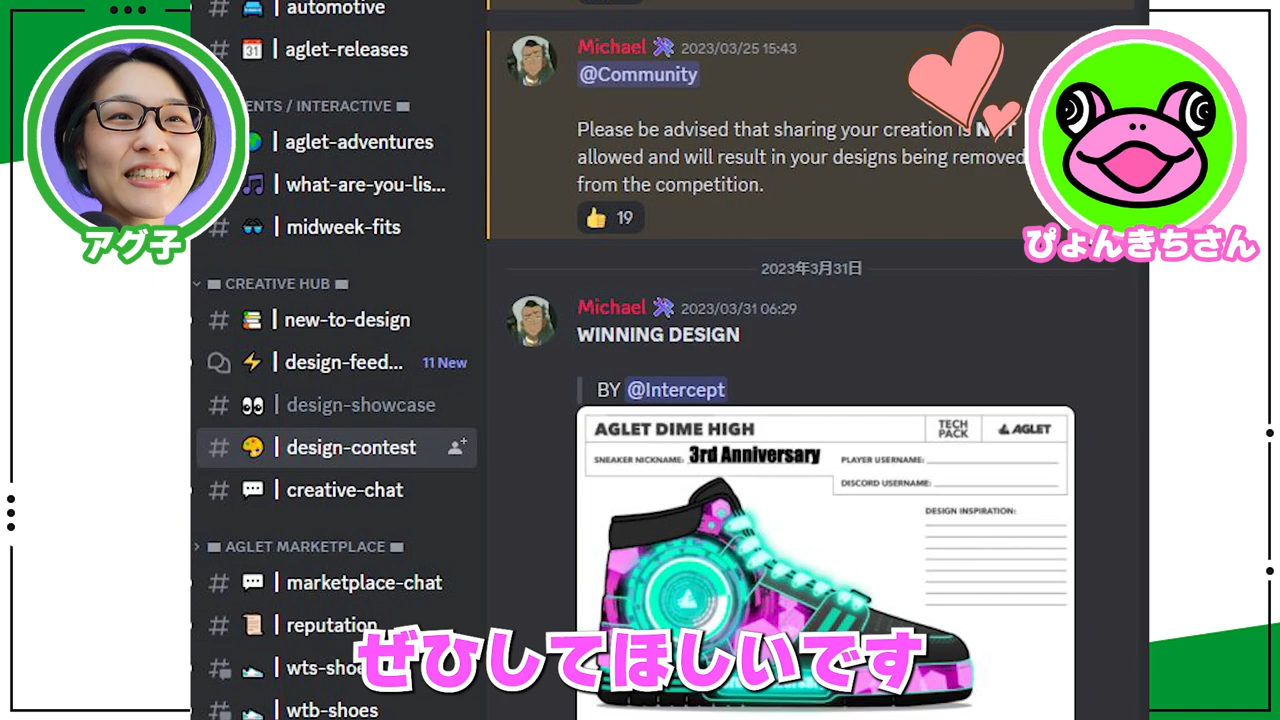 automotive
aglet-releases
ENTS / INTERACTIVE
aglet-adventures
what-are-you-lis...
midweek-fits
CREATIVE HUB
new-to-design
design-feed... 11 New
design-showcase
design-contest
creative-chat
AGLET MARKETPLACE
marketplace-chat
reputation
wts-shoe
wtb-shoes
アグ子
Michael 2023/03/25 15:43
@Community
Please be advised that sharing your creation is NOT
allowed and will result in your designs being removed
from the competition.
19
2023年3月31日
Michael 2023/03/31 06:29
WINNING DESIGN
BY @Intercept
AGLET DIME HIGH
TECH
PACK
AGLET
SNEAKER NICKNAME: 3rd Anniversary
PLAYER USERNAME:
DISCORD USERNAME:
DESIGN INSPIRATION:
ぴょんきちさん
ぜひしてほしいです